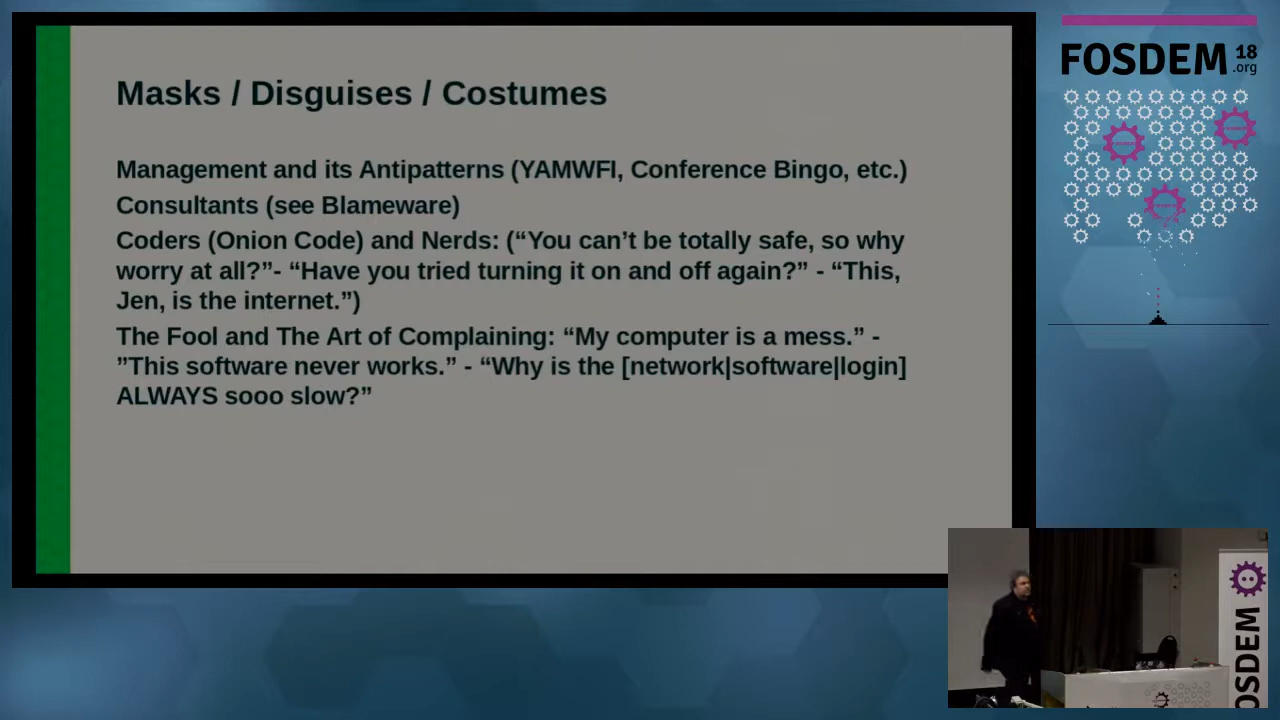 Masks / Disguises / Costumes
Management and its Antipatterns (YAMWFI, Conference Bingo, etc.)
Consultants (see Blameware)
Coders (Onion Code) and Nerds: (“You can’t be totally safe, so why
worry at all?”- “Have you tried turning it on and off again?” - “This,
Jen, is the internet.”)
The Fool and The Art of Complaining: “My computer is a mess.” -
”This software never works.” - “Why is the [network|software|login]
ALWAYS sooo slow?”
FOSDEM 18
.org
OSDEM